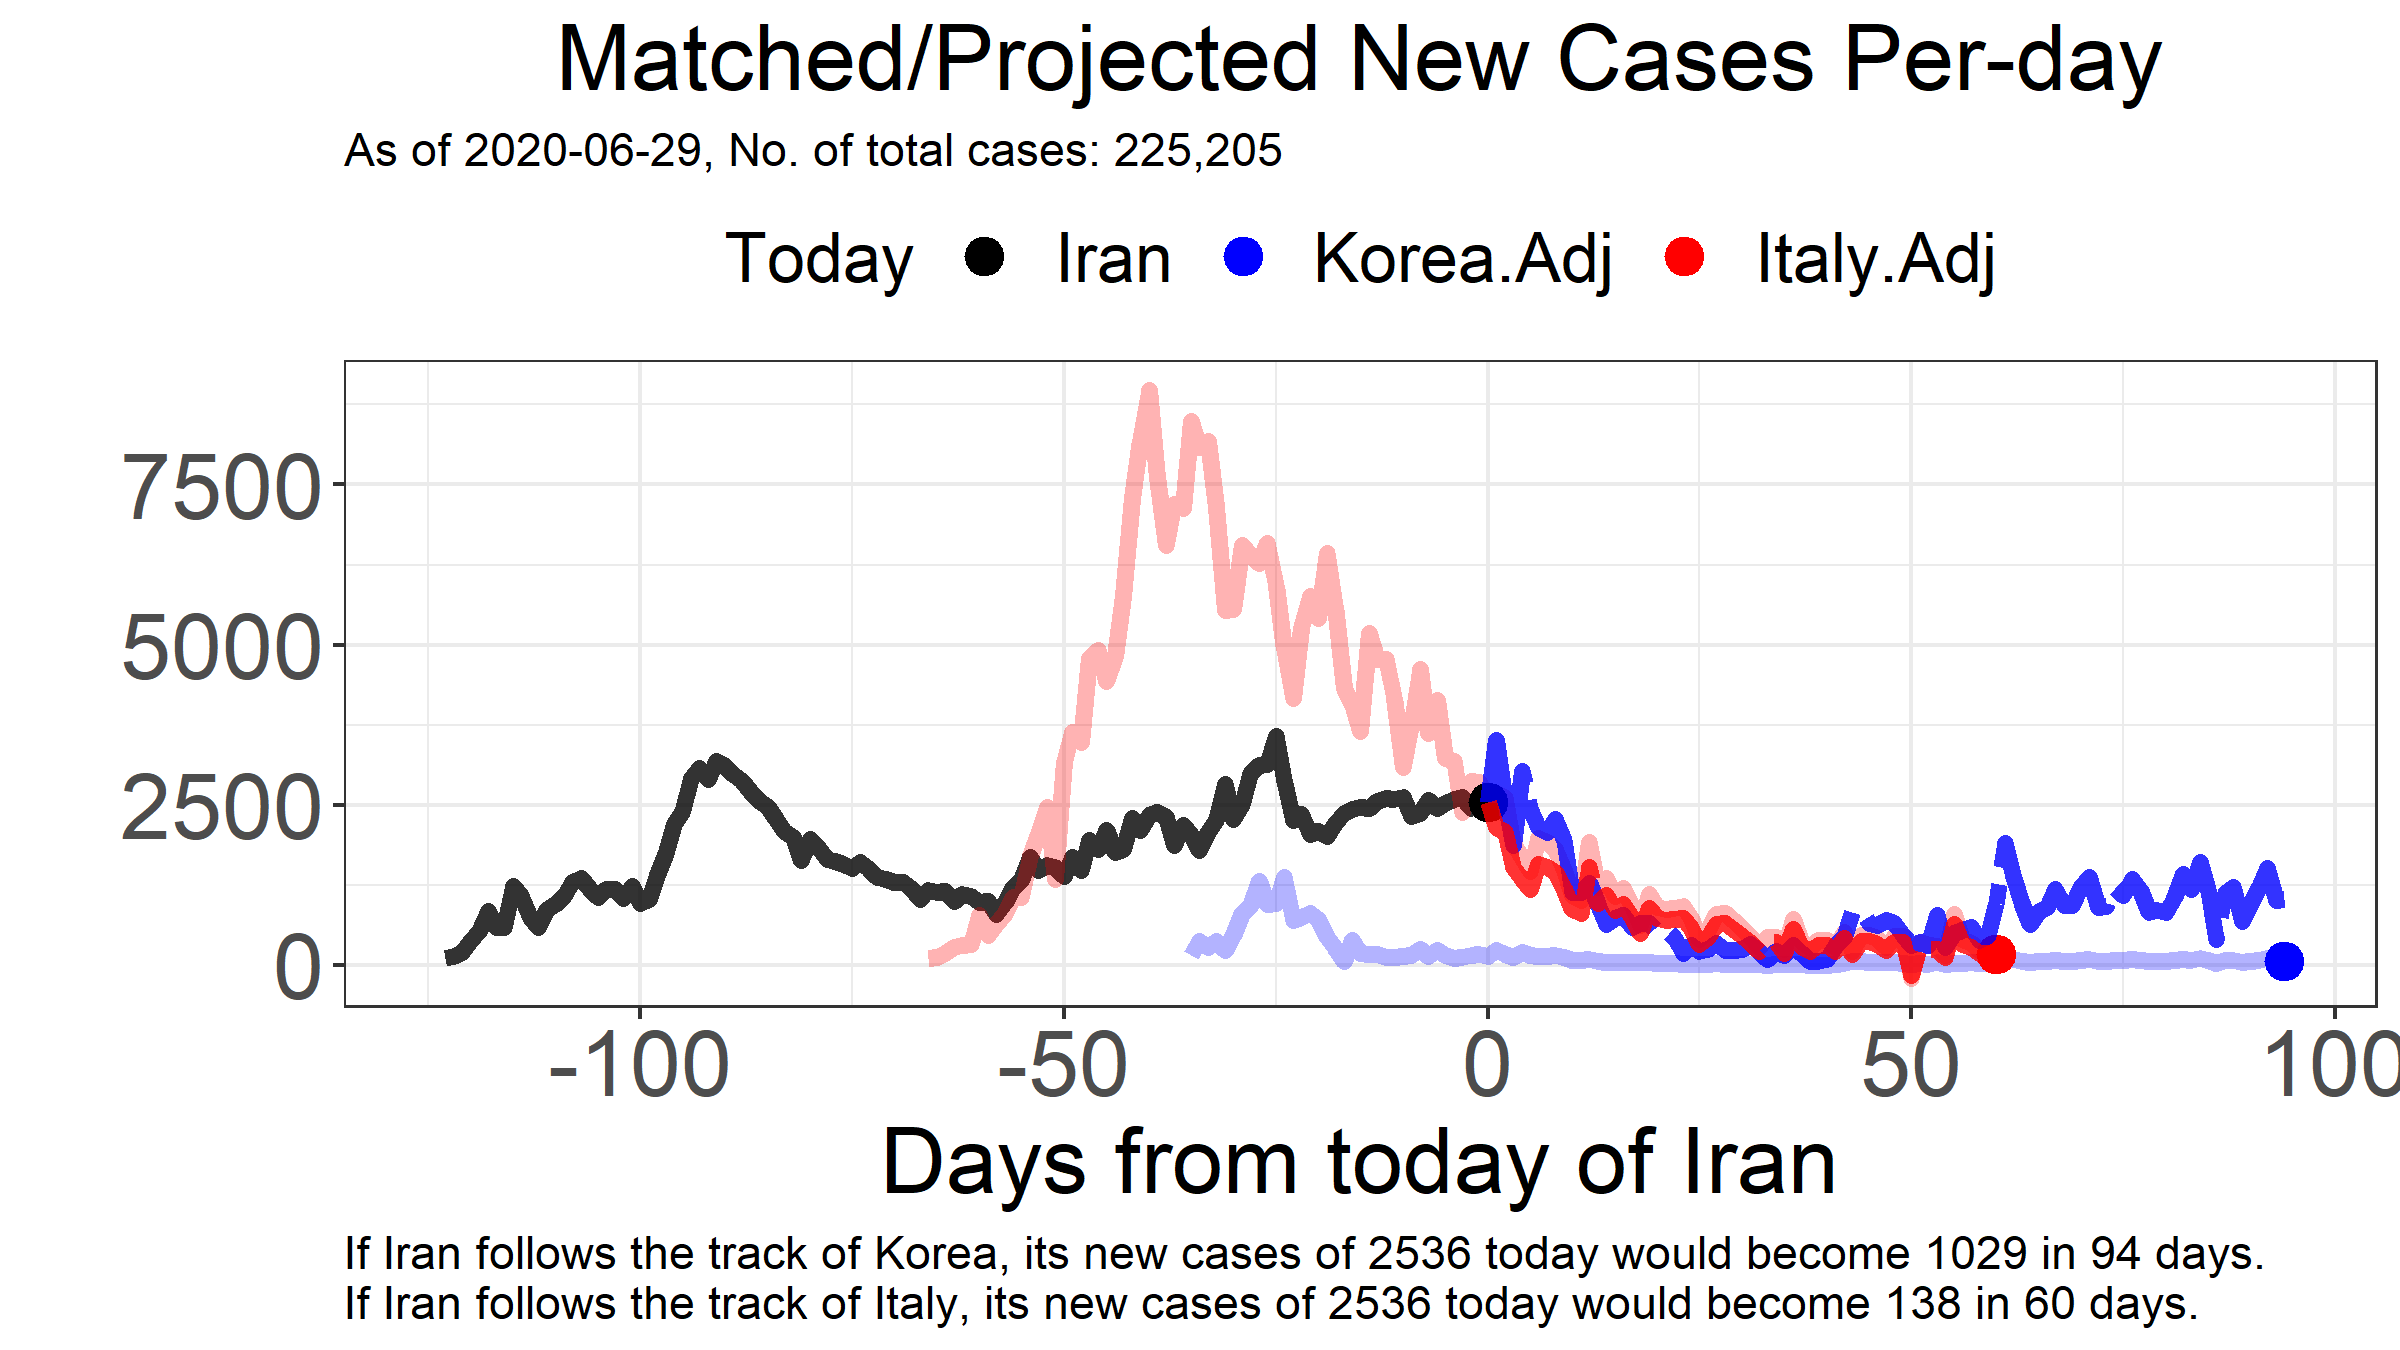 Matched/Projected New Cases Per-day
As of 2020-06-29, No. of total cases: 225,205
Today Iran Korea.Adj Italy.Adj
7500
5000
2500
0
-100 -50 0 50 100
Days from today of Iran
If Iran follows the track of Korea, its new cases of 2536 today would become 1029 in 94 days.
If Iran follows the track of Italy, its new cases of 2536 today would become 138 in 60 days.